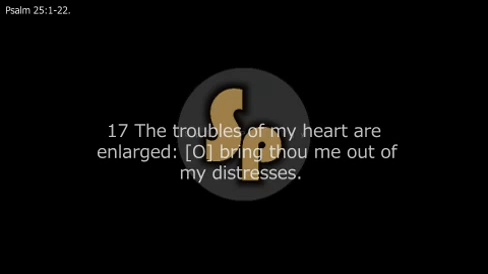 Psalm 25:1-22.
SP
17 The troubles of my heart are
enlarged: [O] bring thou me out of
my distresses.